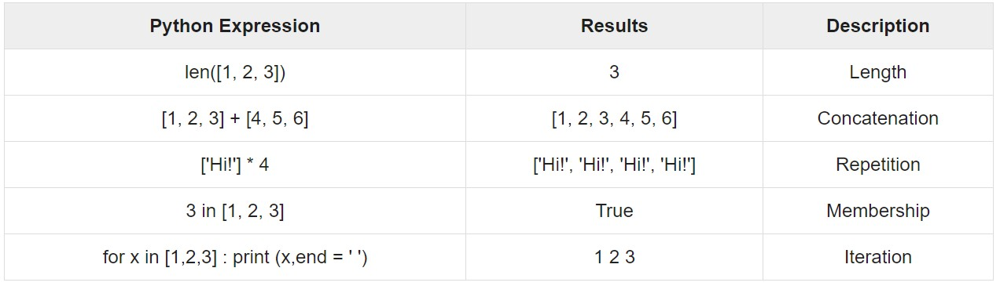 Python Expression Results Description
len([1, 2, 3]) 3 Length
[1, 2, 3] + [4, 5, 6] [1, 2, 3, 4, 5, 6] Concatenation
['Hi!'] * 4 ['Hi!', 'Hi!', 'Hi!', 'Hi!'] Repetition
3 in [1, 2, 3] True Membership
for x in [1,2,3] : print (x,end = ' ') 1 2 3 Iteration